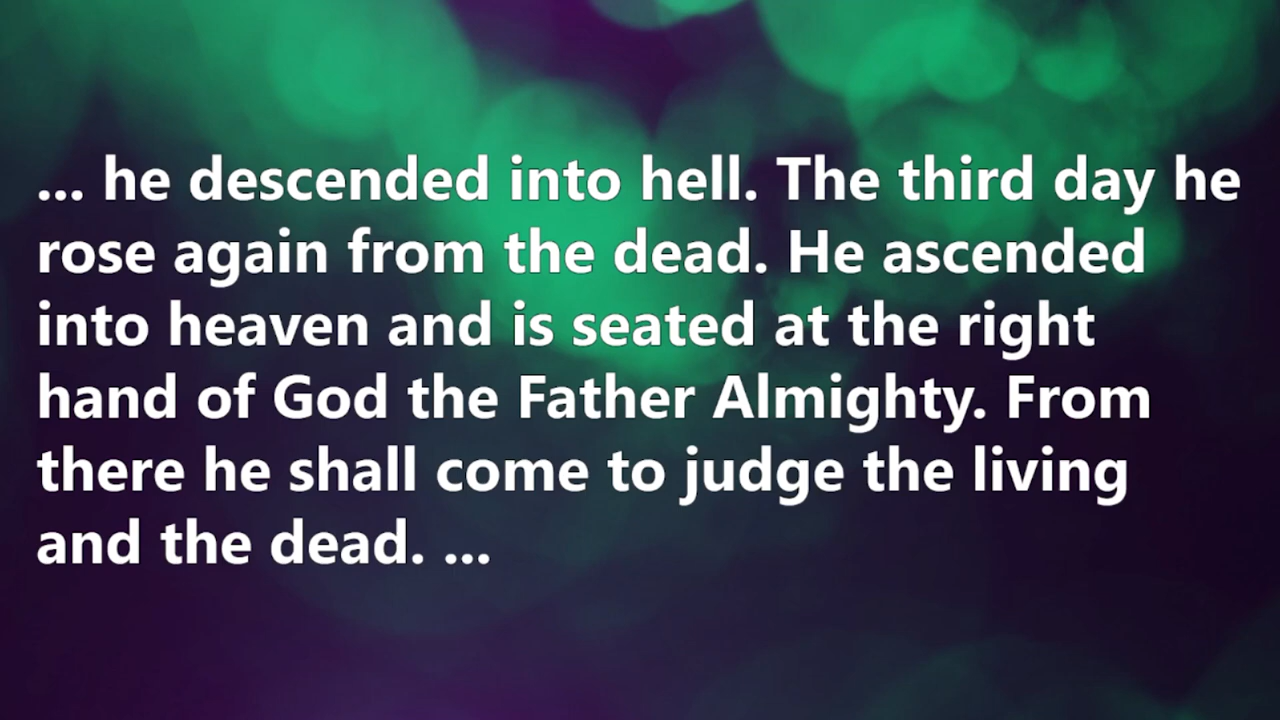 ... he descended into hell. The third day he
rose again from the dead. He ascended
into heaven and is seated at the right
hand of God the Father Almighty. From
there he shall come to judge the living
and the dead. ...